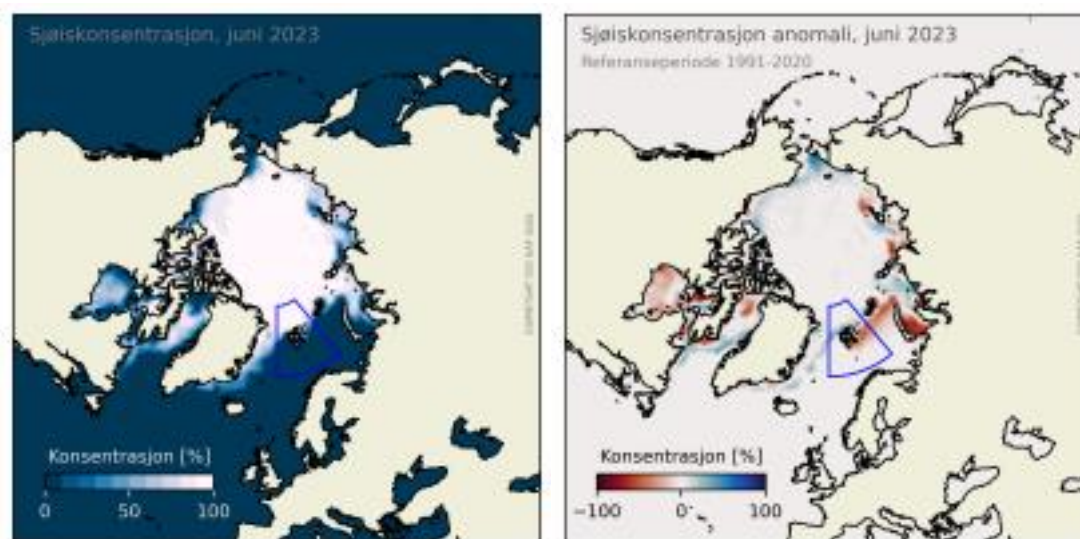 Sjøiskonsentrasjon, juni 2023
Konsentrasjon [%]
0 50 100
Sjøiskonsentrasjon anomali, juni 2023
Referanseperiode 1991-2020
Konsentrasjon [%]
−100 0 100